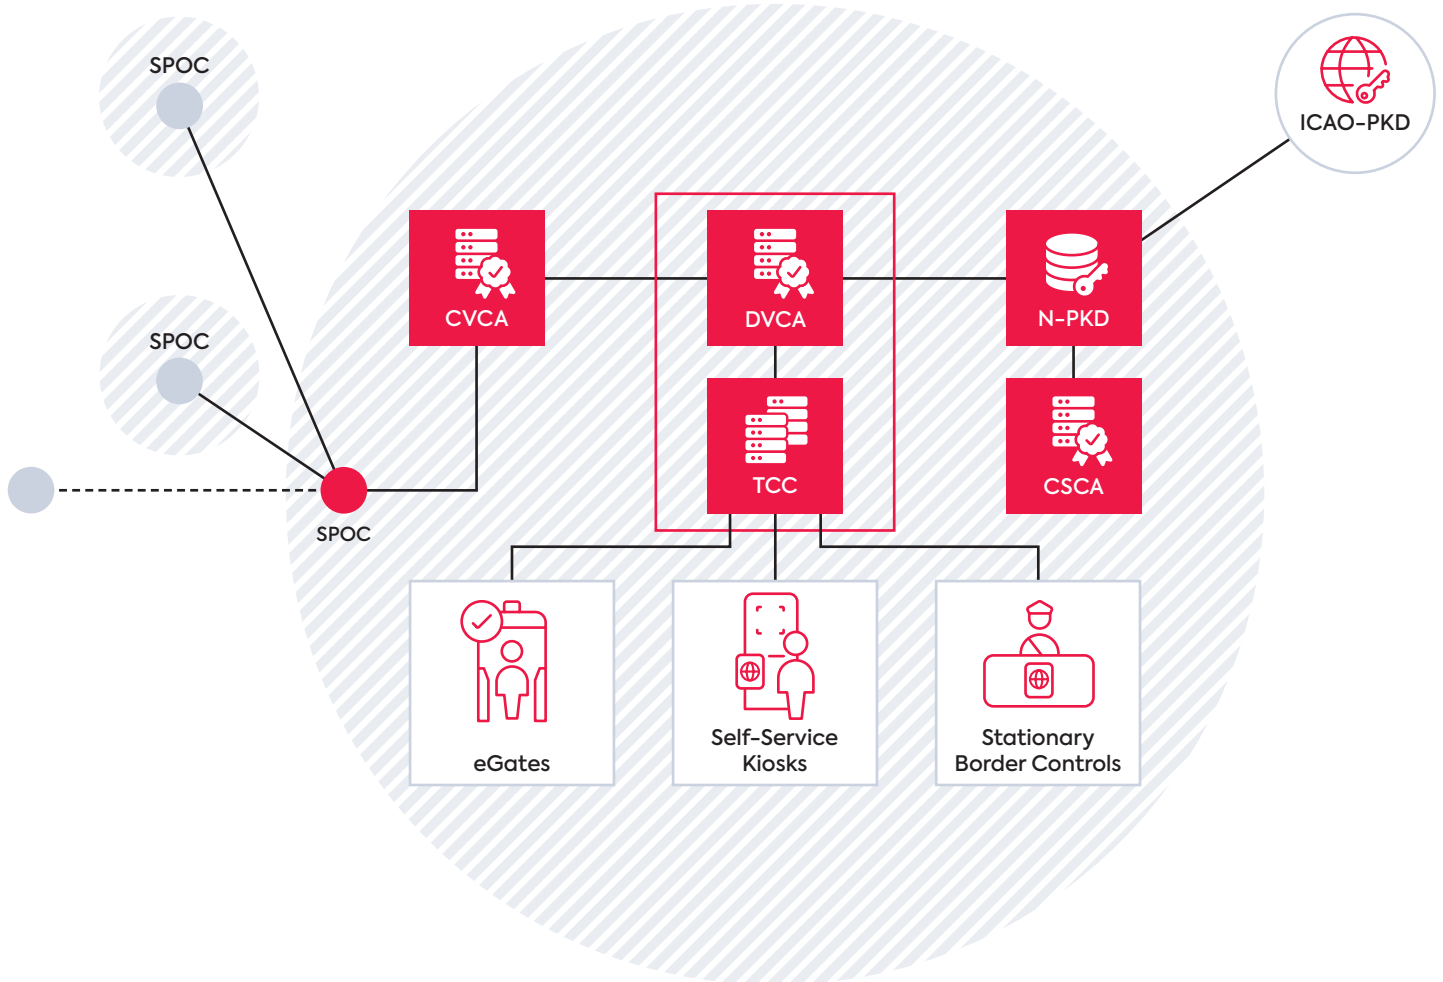 SPOC
ICAO-PKD
SPOC
CVCA
DVCA
N-PKD
TCC
CSCA
SPOC
eGates
Self-Service
Kiosks
Stationary
Border Controls